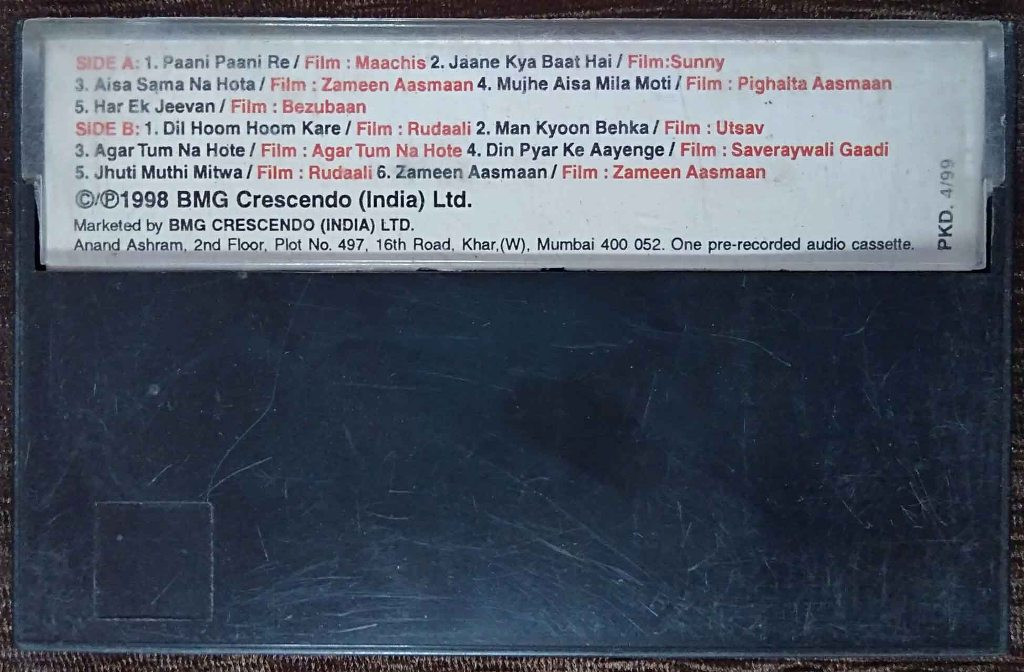 SIDE A: 1. Paani Paani Re / Film : Maachis 2. Jaane Kya Baat Hai / Film:Sunny
3. Aisa Sama Na Hota / Film : Zameen Aasmaan 4. Mujhe Aisa Mila Moti / Film : Pighalta Aasmaan
5. Har Ek Jeevan / Film : Bezubaan
SIDE B: 1. Dil Hoom Hoom Kare / Film : Rudaali 2. Man Kyoon Behka / Film : Utsav
3. Agar Tum Na Hote / Film : Agar Tum Na Hote 4. Din Pyar Ke Aayenge / Film : Saveraywali Gaadi
5. Jhuti Muthi Mitwa / Film : Rudaali 6. Zameen Aasmaan / Film : Zameen Aasmaan
©/℗1998 BMG Crescendo (India) Ltd.
Marketed by BMG CRESCENDO (INDIA) LTD.
Anand Ashram, 2nd Floor, Plot No. 497, 16th Road, Khar,(W), Mumbai 400 052. One pre-recorded audio cassette.
PKD. 4/99